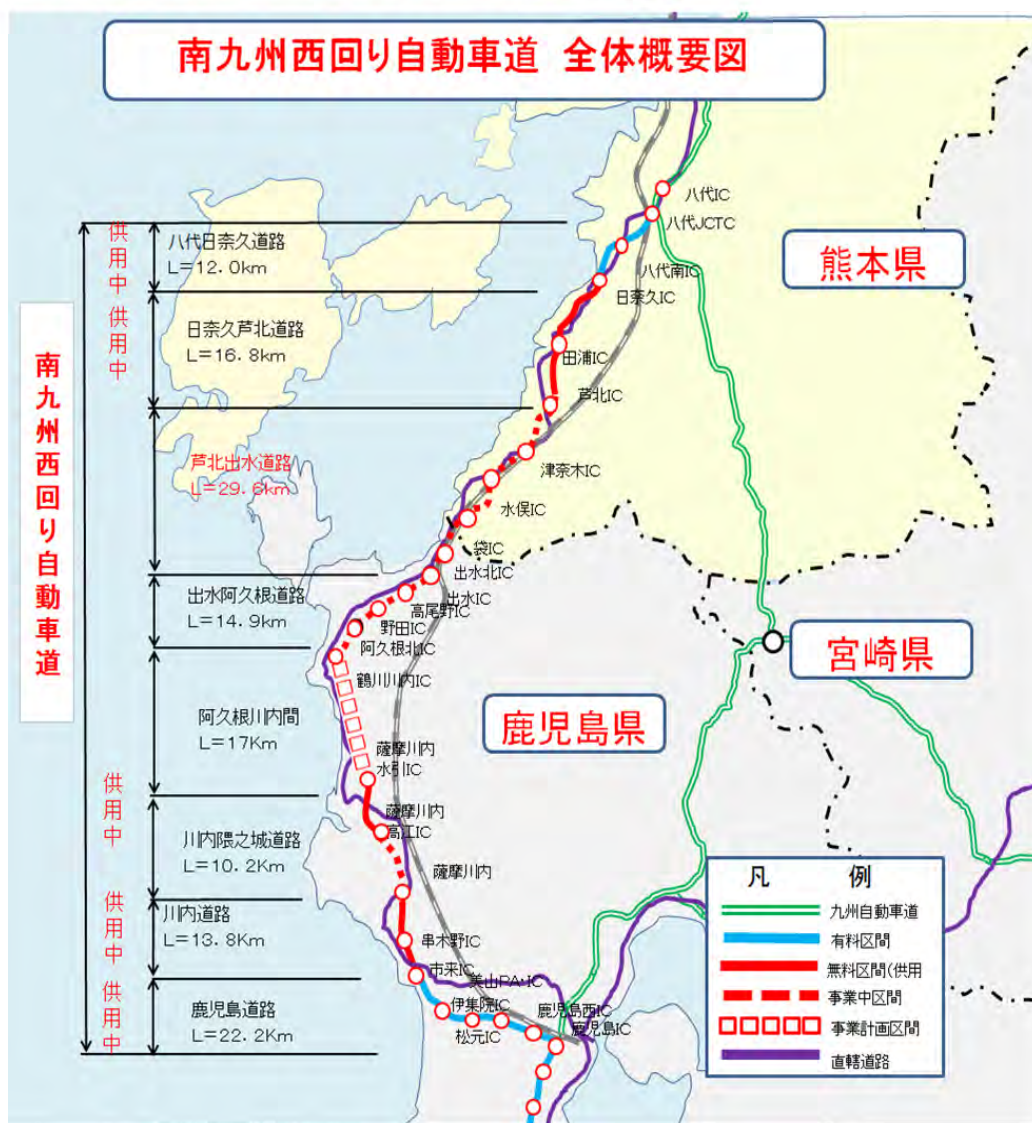 南九州西回り自動車道 全体概要図
南九州西回り自動車道
供用中
八代日奈久道路
L=12.0km
供用中
日奈久芦北道路
L=16.8km
芦北出水道路
L=29.6km
出水阿久根道路
L=14.9km
阿久根川内間
L=17Km
供用中
川内隈之城道路
L=10.2Km
供用中
川内道路
L=13.8Km
供用中
鹿児島道路
L=22.2Km
八代IC
八代JCTC
八代南IC
日奈久IC
田浦IC
芦北IC
津奈木IC
水俣IC
袋IC
出水北IC
出水IC
高尾野IC
野田IC
阿久根北IC
鶴川川内IC
薩摩川内
水引IC
薩摩川内
高江IC
薩摩川内
串木野IC
市来IC
美山PA・IC
伊集院IC
松元IC
鹿児島西IC
鹿児島IC
熊本県
宮崎県
鹿児島県
凡 例
九州自動車道
有料区間
無料区間(供用
事業中区間
事業計画区間
直轄道路